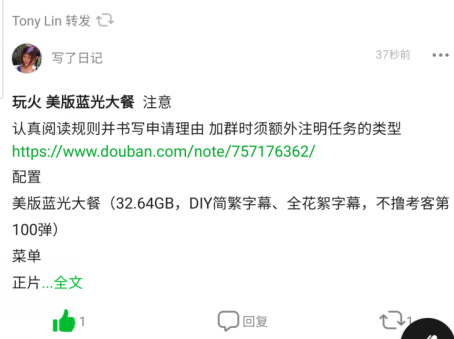 Tony Lin 转发
写了日记
37秒前
玩火 美版蓝光大餐 注意
认真阅读规则并书写申请理由 加群时须额外注明任务的类型
https://www.douban.com/note/757176362/
配置
美版蓝光大餐（32.64GB，DIY简繁字幕、全花絮字幕，不撸考客第
100弹）
菜单
正片...全文
1
回复
1